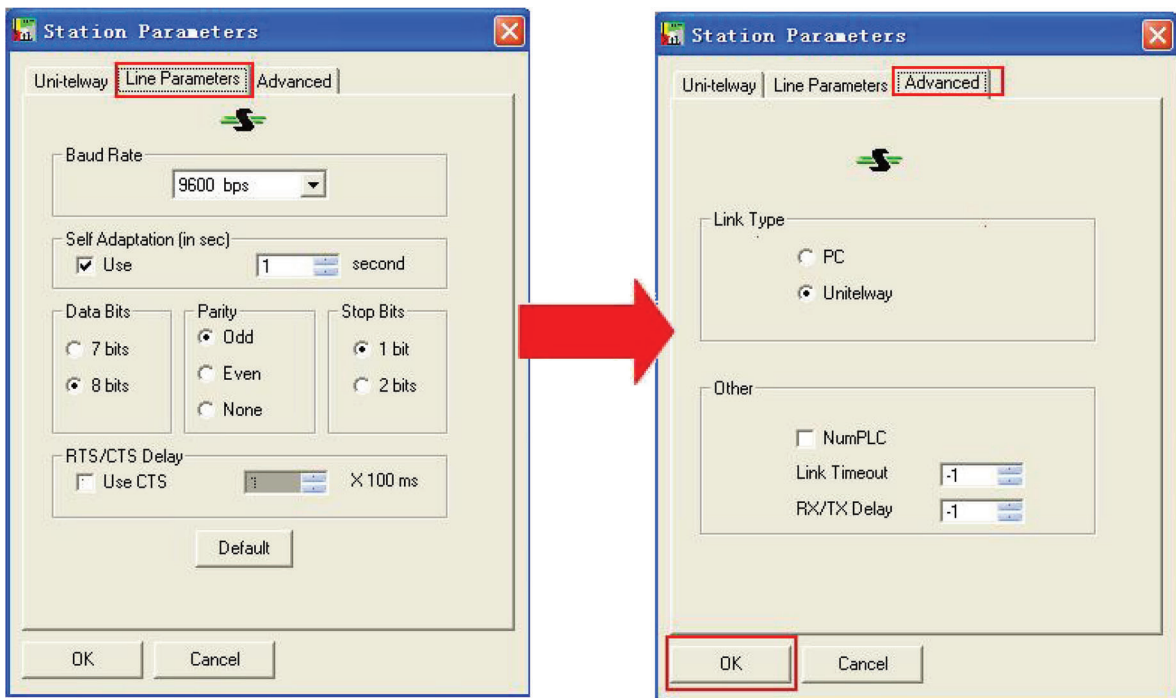 Station Parameters
Uni-telway Line Parameters Advanced
Baud Rate
9600 bps
Self Adaptation (in sec)
Use 1 second
Data Bits Parity Stop Bits
7 bits Odd 1 bit
8 bits Even 2 bits
None
RTS/CTS Delay
Use CTS 1 X 100 ms
Default
OK Cancel
Station Parameters
Uni-telway Line Parameters Advanced
Link Type
PC
Unitelway
Other
NumPLC
Link Timeout -1
RX/TX Delay -1
OK Cancel